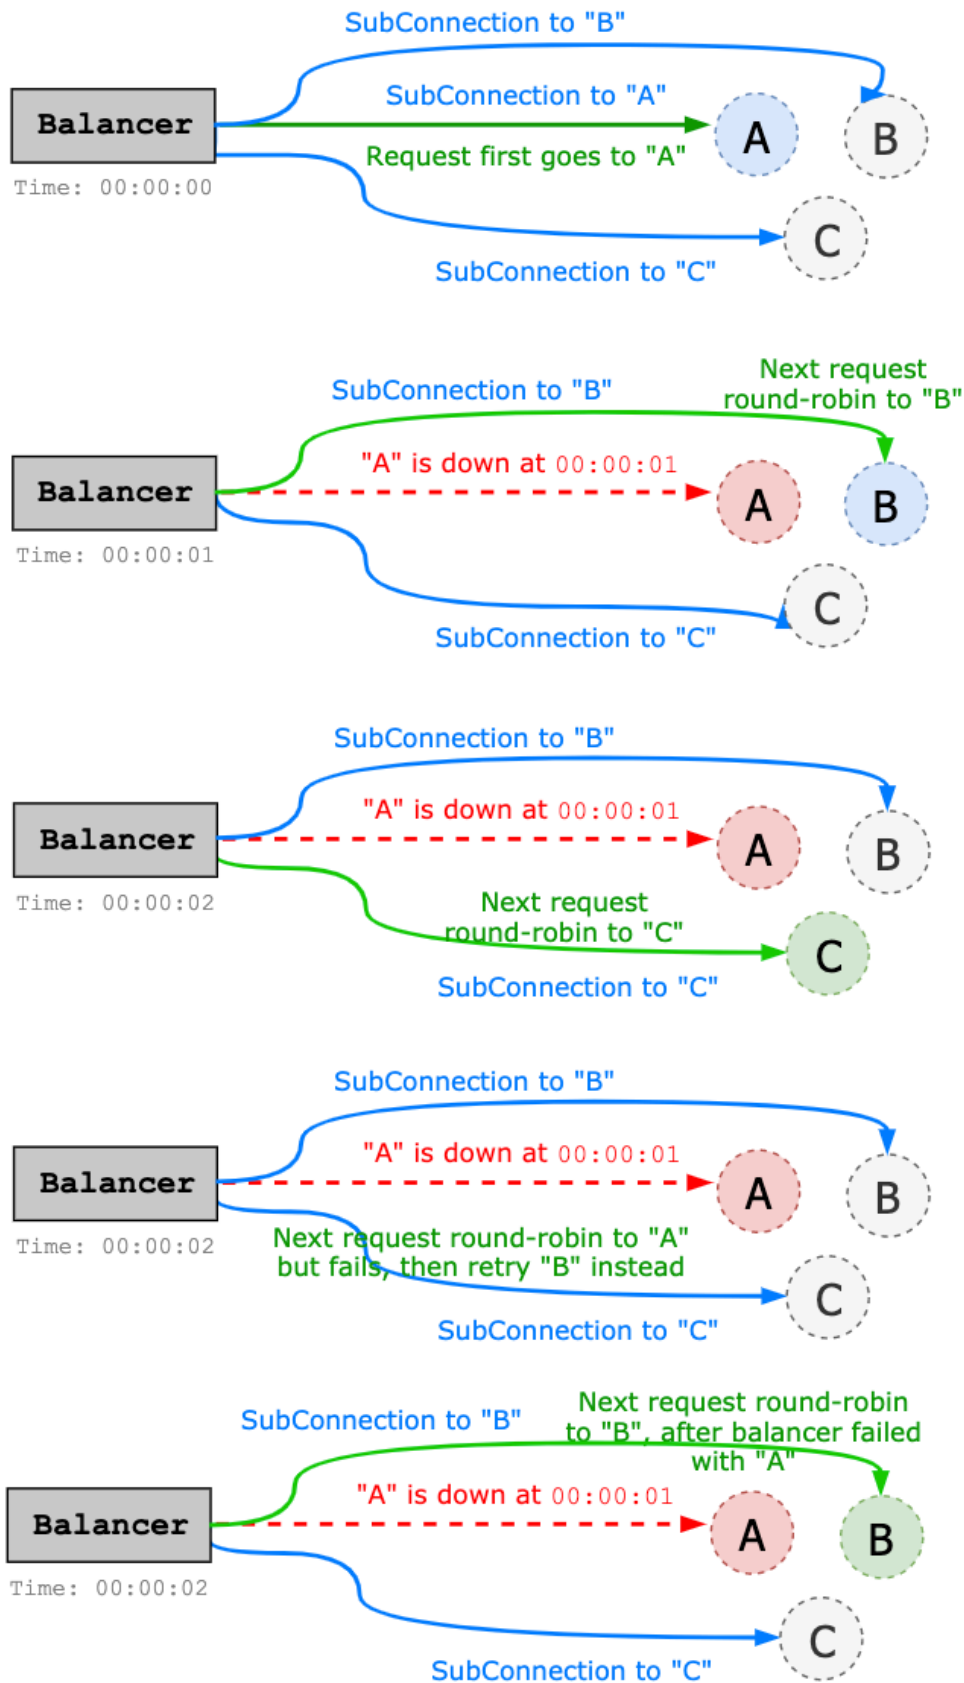 SubConnection to "B"
SubConnection to "A"
Balancer
A
B
Request first goes to "A"
Time: 00:00:00
C
SubConnection to "C"
Next request
round-robin to "B"
SubConnection to "B"
"A" is down at 00:00:01
Balancer
A
B
Time: 00:00:01
C
SubConnection to "C"
SubConnection to "B"
"A" is down at 00:00:01
Balancer
A
B
Time: 00:00:02
Next request
round-robin to "C"
C
SubConnection to "C"
SubConnection to "B"
"A" is down at 00:00:01
Balancer
A
B
Time: 00:00:02
Next request round-robin to "A"
but fails, then retry "B" instead
C
SubConnection to "C"
SubConnection to "B"
Next request round-robin
to "B", after balancer failed
with "A"
"A" is down at 00:00:01
Balancer
A
B
Time: 00:00:02
C
SubConnection to "C"